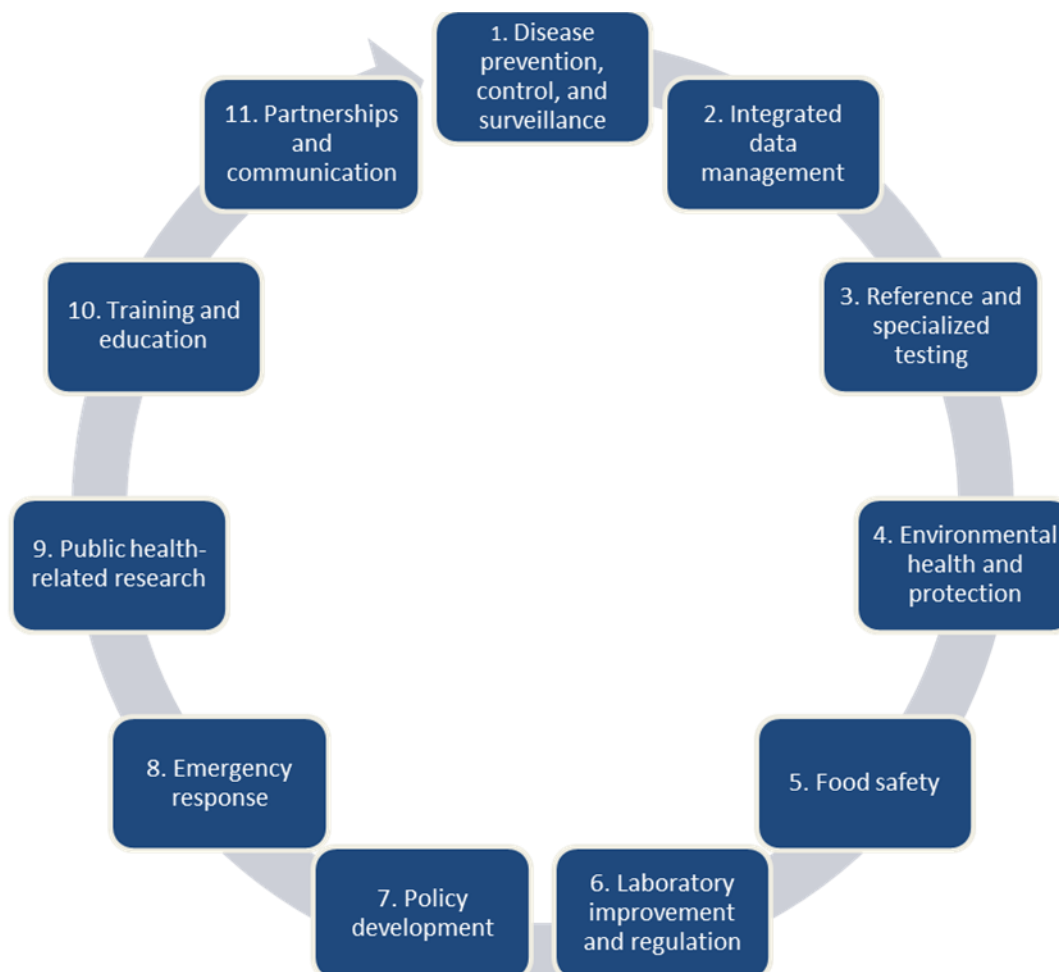 1. Disease
prevention,
control, and
surveillance
2. Integrated
data
management
3. Reference and
specialized
testing
4. Environmental
health and
protection
5. Food safety
6. Laboratory
improvement
and regulation
7. Policy
development
8. Emergency
response
9. Public health-
related research
10. Training and
education
11. Partnerships
and
communication